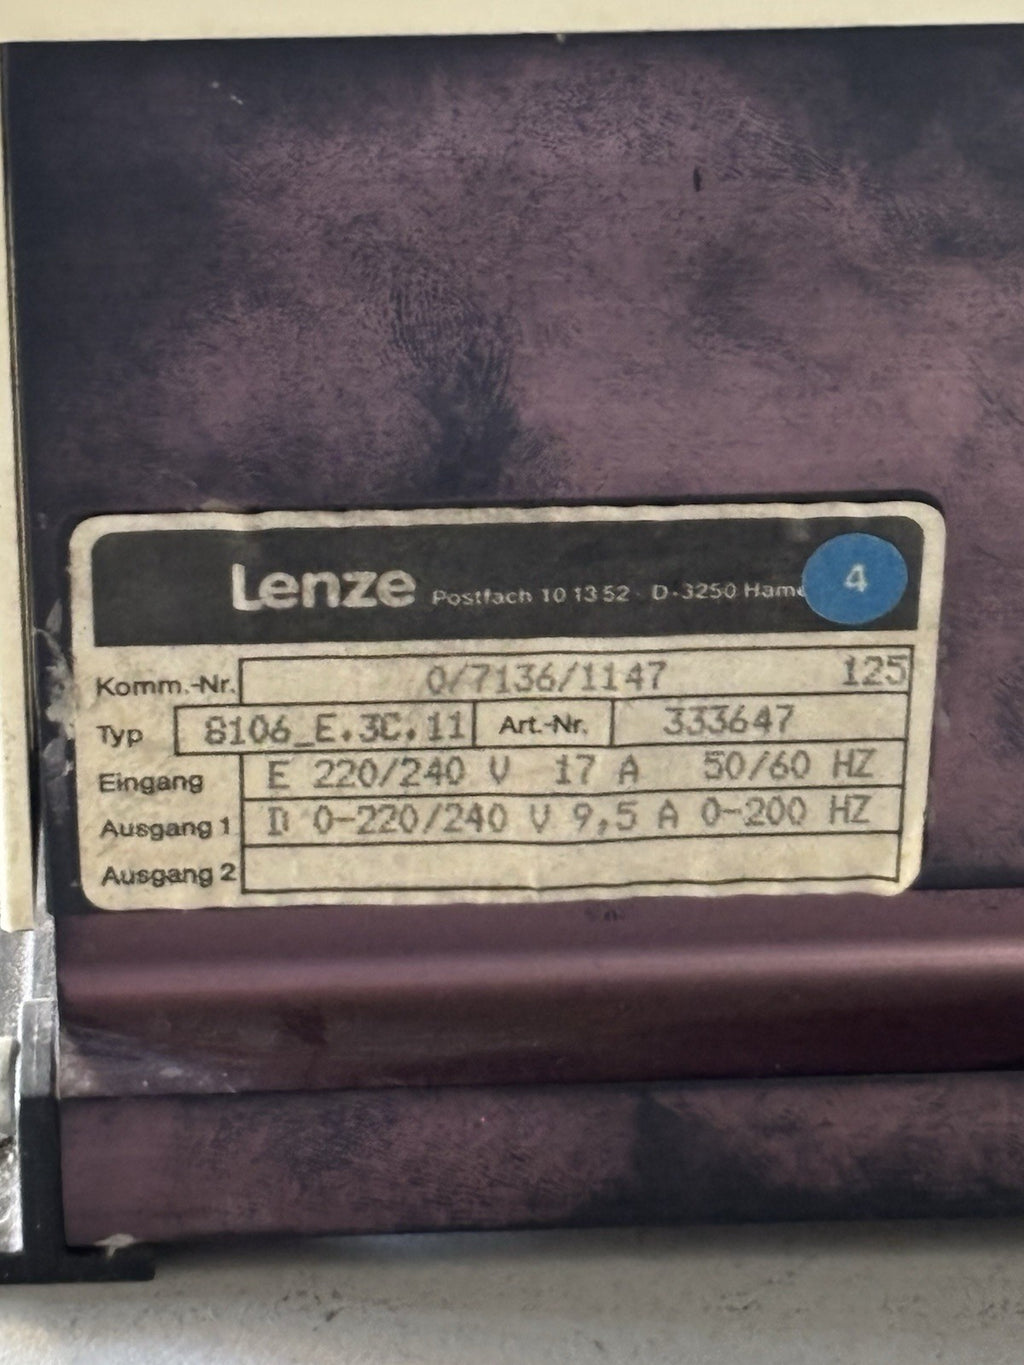 Lenze Postfach 10 13 52 · D-3250 4
Komm.-Nr. 0/7136/1147 125
Typ 8106_E.3C.11 Art.-Nr. 333647
Eingang E 220/240 V 17 A 50/60 HZ
Ausgang 1 D 0-220/240 V 9,5 A 0-200 HZ
Ausgang 2